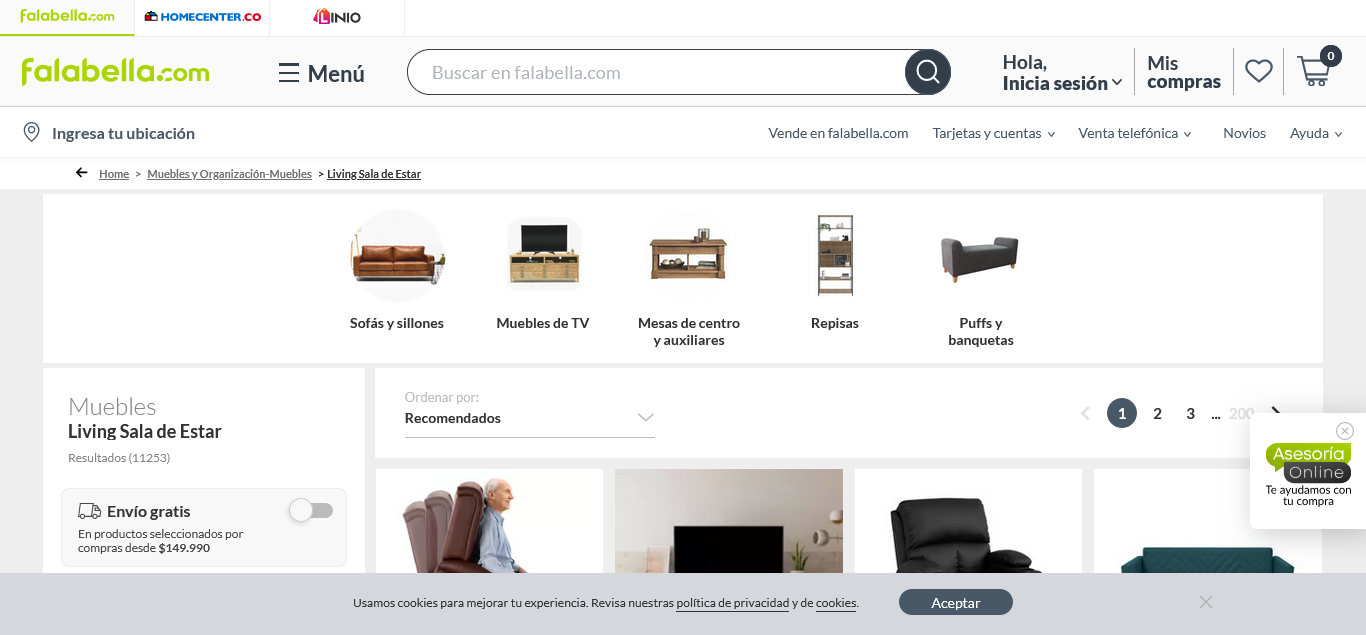 falabella.com
HOMECENTER.CO
LINIO
falabella.com
Menú
Buscar en falabella.com
Hola,
Inicia sesión
Mis
compras
0
Ingresa tu ubicación
Vende en falabella.com
Tarjetas y cuentas
Venta telefónica
Novios
Ayuda
Home > Muebles y Organización-Muebles > Living Sala de Estar
Sofás y sillones
Muebles de TV
Mesas de centro
y auxiliares
Repisas
Puffs y
banquetas
Muebles
Living Sala de Estar
Resultados (11253)
Envío gratis
En productos seleccionados por
compras desde $149.990
Ordenar por:
Recomendados
1 2 3 ... 200
Asesoría
Online
Te ayudamos con
tu compra
Usamos cookies para mejorar tu experiencia. Revisa nuestras política de privacidad y de cookies.
Aceptar